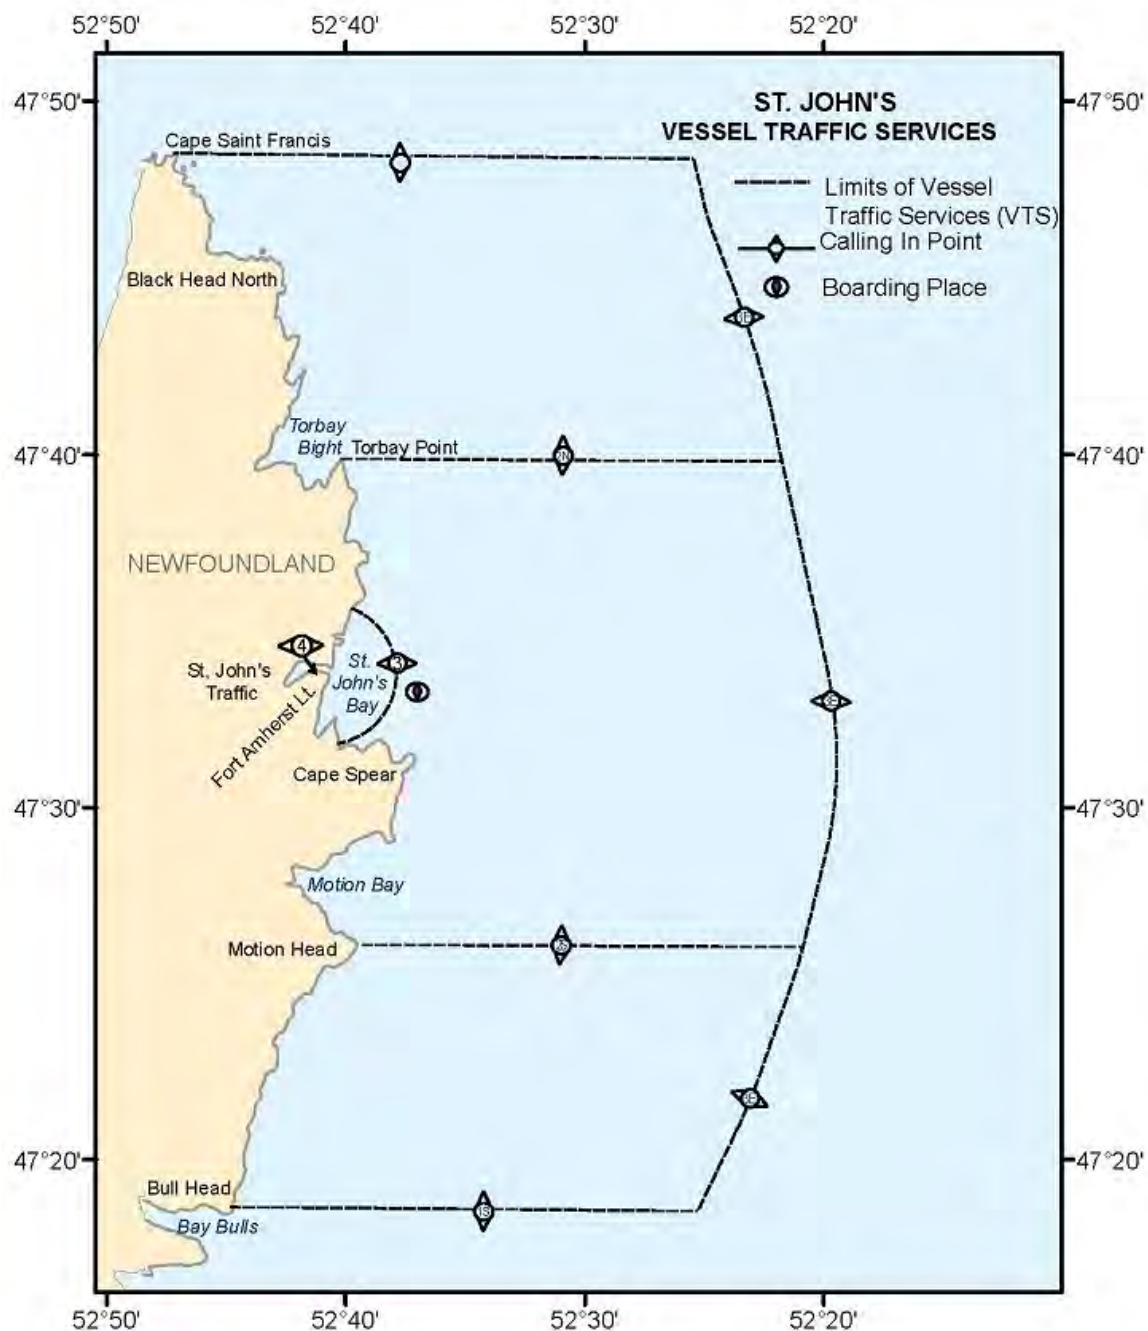 52°50' 52°40' 52°30' 52°20'
47°50' 47°50'
ST. JOHN'S
VESSEL TRAFFIC SERVICES
Cape Saint Francis
Limits of Vessel
Traffic Services (VTS)
Calling In Point
Boarding Place
Black Head North
Torbay
Bight
Torbay Point
47°40' 47°40'
NEWFOUNDLAND
4
3
St. John's
Traffic
St.
John's
Bay
Fort Amherst Lt.
Cape Spear
47°30' 47°30'
Motion Bay
Motion Head
47°20' 47°20'
Bull Head
1S
Bay Bulls
52°50' 52°40' 52°30' 52°20'